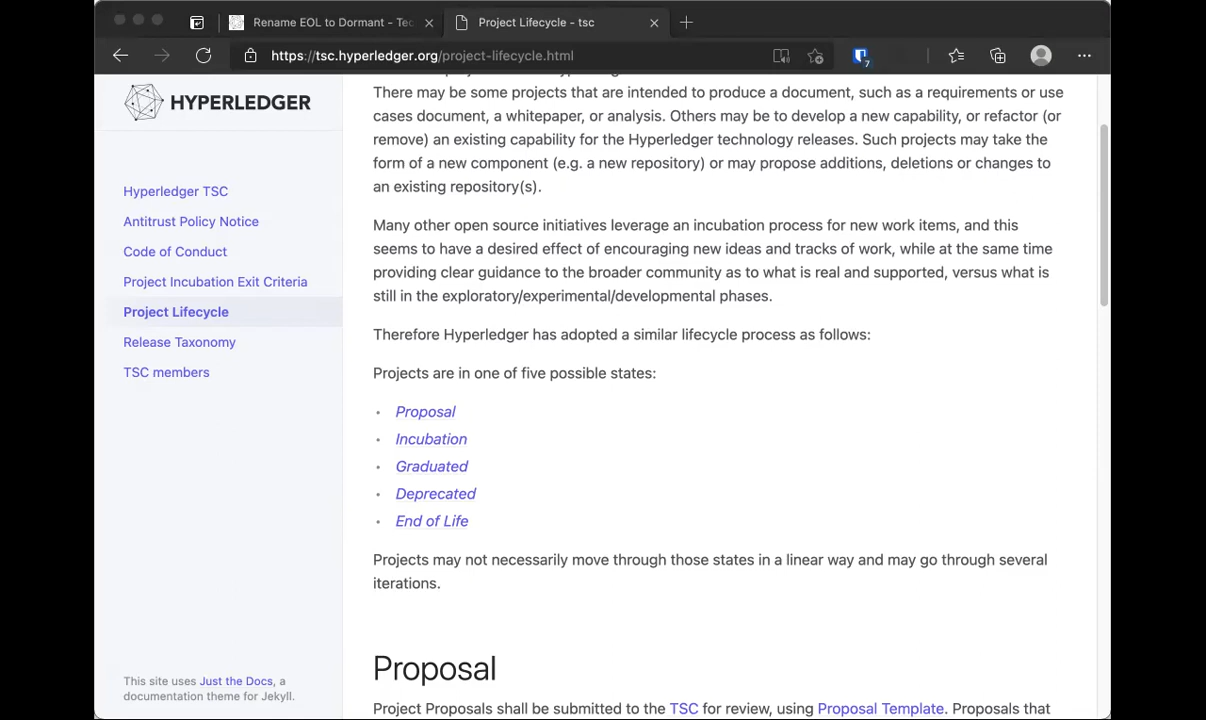 Rename EOL to Dormant - Tec
Project Lifecycle - tsc
https://tsc.hyperledger.org/project-lifecycle.html
7
HYPERLEDGER
Hyperledger TSC
Antitrust Policy Notice
Code of Conduct
Project Incubation Exit Criteria
Project Lifecycle
Release Taxonomy
TSC members
This site uses Just the Docs, a
documentation theme for Jekyll.
There may be some projects that are intended to produce a document, such as a requirements or use
cases document, a whitepaper, or analysis. Others may be to develop a new capability, or refactor (or
remove) an existing capability for the Hyperledger technology releases. Such projects may take the
form of a new component (e.g. a new repository) or may propose additions, deletions or changes to
an existing repository(s).
Many other open source initiatives leverage an incubation process for new work items, and this
seems to have a desired effect of encouraging new ideas and tracks of work, while at the same time
providing clear guidance to the broader community as to what is real and supported, versus what is
still in the exploratory/experimental/developmental phases.
Therefore Hyperledger has adopted a similar lifecycle process as follows:
Projects are in one of five possible states:
• Proposal
• Incubation
• Graduated
• Deprecated
• End of Life
Projects may not necessarily move through those states in a linear way and may go through several
iterations.
Proposal
Project Proposals shall be submitted to the TSC for review, using Proposal Template. Proposals that